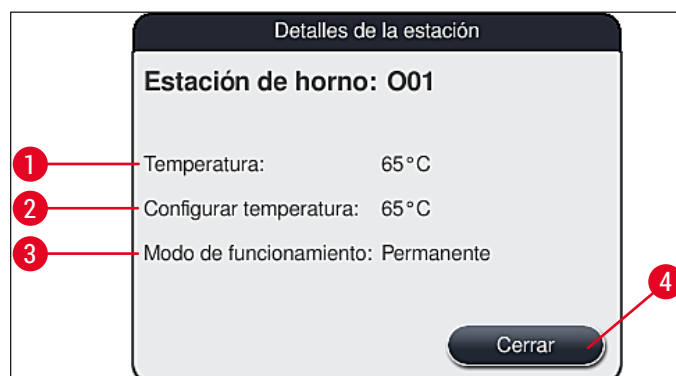 Detalles de la estación
Estación de horno: O01
1 Temperatura: 65°C
2 Configurar temperatura: 65°C
3 Modo de funcionamiento: Permanente
4
Cerrar